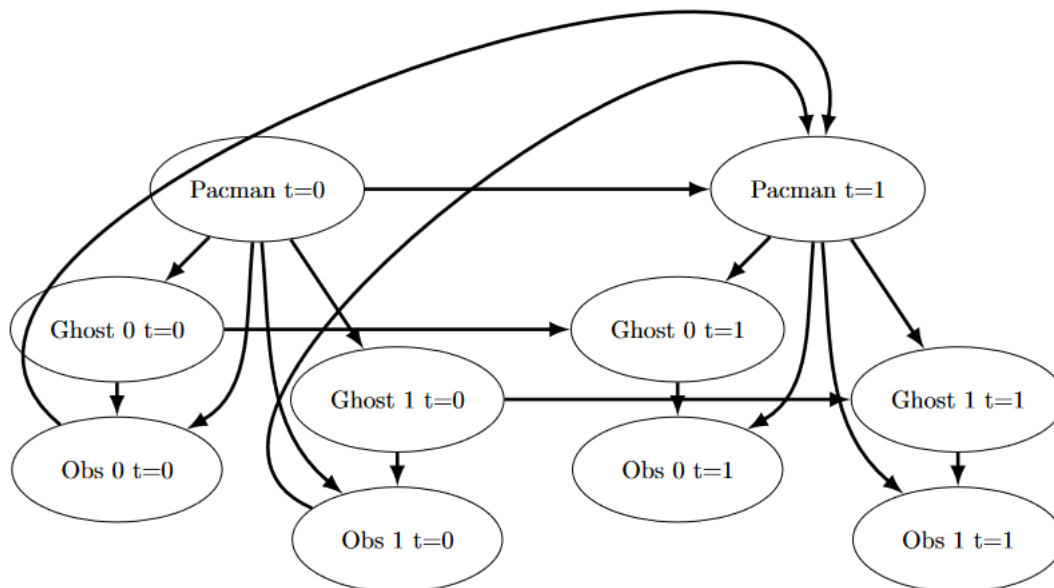 Pacman t=0
Pacman t=1
Ghost 0 t=0
Ghost 0 t=1
Ghost 1 t=0
Ghost 1 t=1
Obs 0 t=0
Obs 0 t=1
Obs 1 t=0
Obs 1 t=1